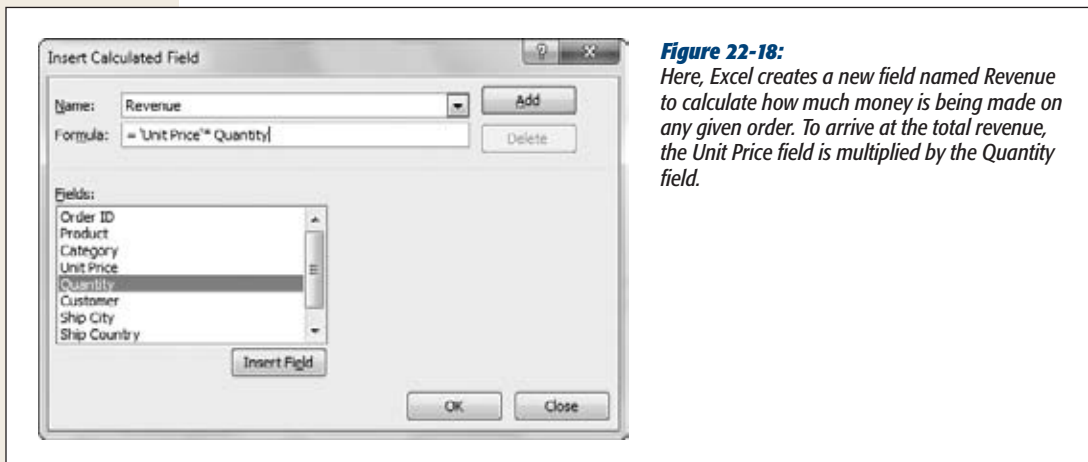 Insert Calculated Field
Name: Revenue
Add
Formula: = 'Unit Price'* Quantity
Delete
Fields:
Order ID
Product
Category
Unit Price
Quantity
Customer
Ship City
Ship Country
Insert Field
OK
Close
Figure 22-18:
Here, Excel creates a new field named Revenue
to calculate how much money is being made on
any given order. To arrive at the total revenue,
the Unit Price field is multiplied by the Quantity
field.